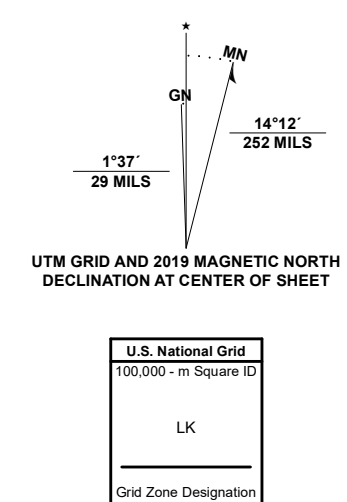 ★
MN
GN
14°12´
252 MILS
1°37´
29 MILS
UTM GRID AND 2019 MAGNETIC NORTH
DECLINATION AT CENTER OF SHEET
U.S. National Grid
100,000 - m Square ID
LK
Grid Zone Designation